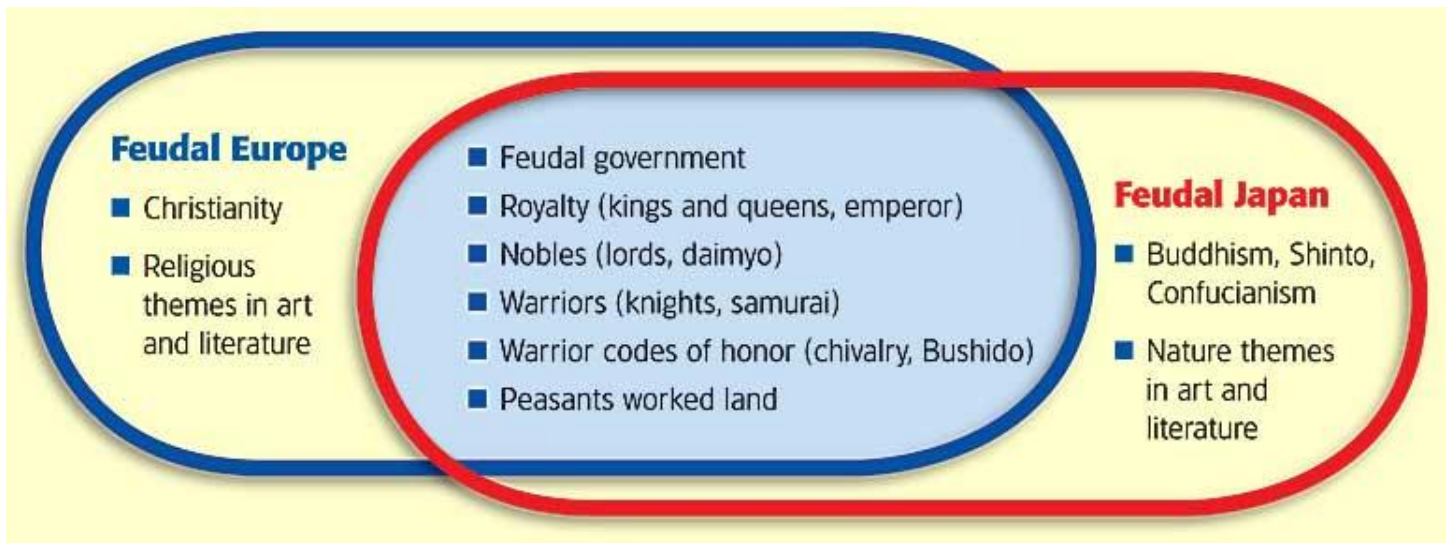 Feudal Europe
■ Christianity
■ Religious
themes in art
and literature
■ Feudal government
■ Royalty (kings and queens, emperor)
■ Nobles (lords, daimyo)
■ Warriors (knights, samurai)
■ Warrior codes of honor (chivalry, Bushido)
■ Peasants worked land
Feudal Japan
■ Buddhism, Shinto,
Confucianism
■ Nature themes
in art and
literature